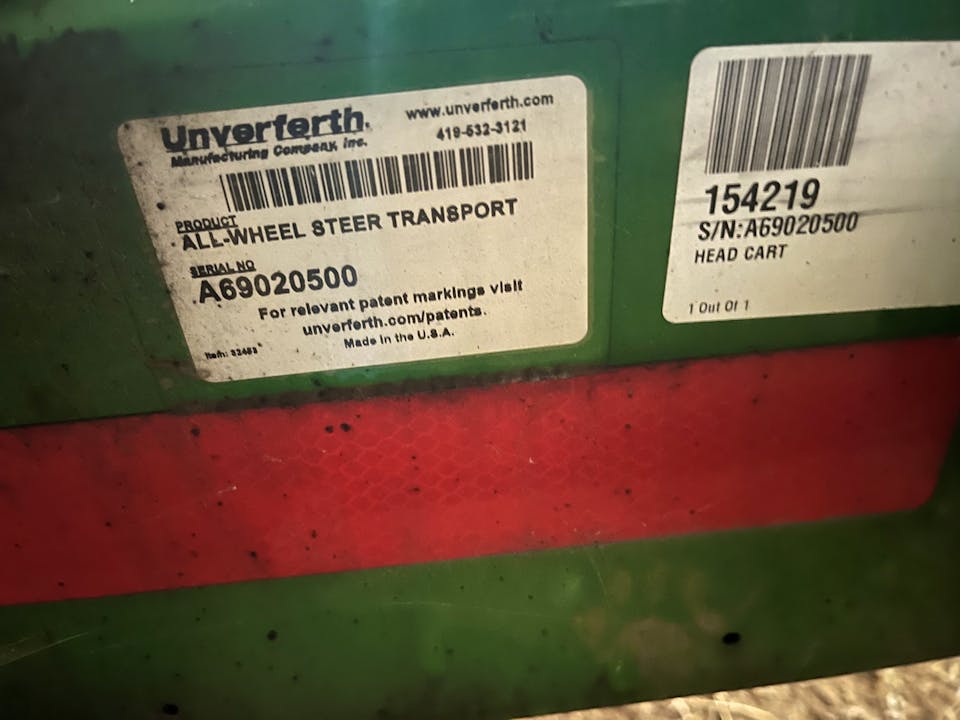 Unverferth.
Manufacturing Company, Inc.
www.unverferth.com
419-532-3121
PRODUCT
ALL-WHEEL STEER TRANSPORT
SERIAL NO
A69020500
For relevant patent markings visit
unverferth.com/patents.
Made in the U.S.A.
154219
S/N:A69020500
HEAD CART
1 Out Of 1